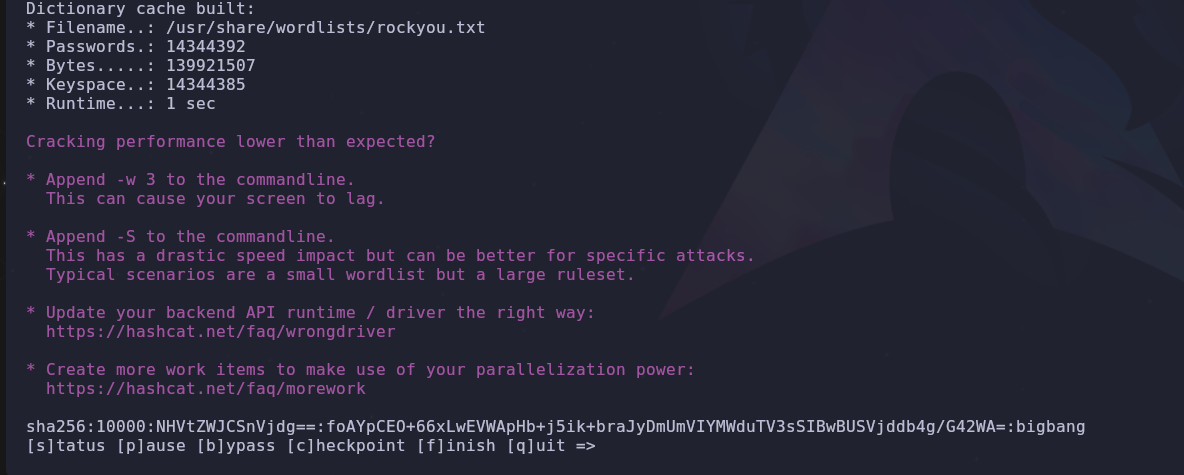 Dictionary cache built:
* Filename..: /usr/share/wordlists/rockyou.txt
* Passwords.: 14344392
* Bytes.....: 139921507
* Keyspace..: 14344385
* Runtime...: 1 sec
Cracking performance lower than expected?
* Append -w 3 to the commandline.
This can cause your screen to lag.
* Append -S to the commandline.
This has a drastic speed impact but can be better for specific attacks.
Typical scenarios are a small wordlist but a large ruleset.
* Update your backend API runtime / driver the right way:
https://hashcat.net/faq/wrongdriver
* Create more work items to make use of your parallelization power:
https://hashcat.net/faq/morework
sha256:10000:NHVtZWJCSnVjdg==:foAYpCEO+66xLwEVWApHb+j5ik+braJyDmUmVIYMWduTV3sSIBwBUSVjddb4g/G42WA=:bigbang
[s]tatus [p]ause [b]ypass [c]heckpoint [f]inish [q]uit =>